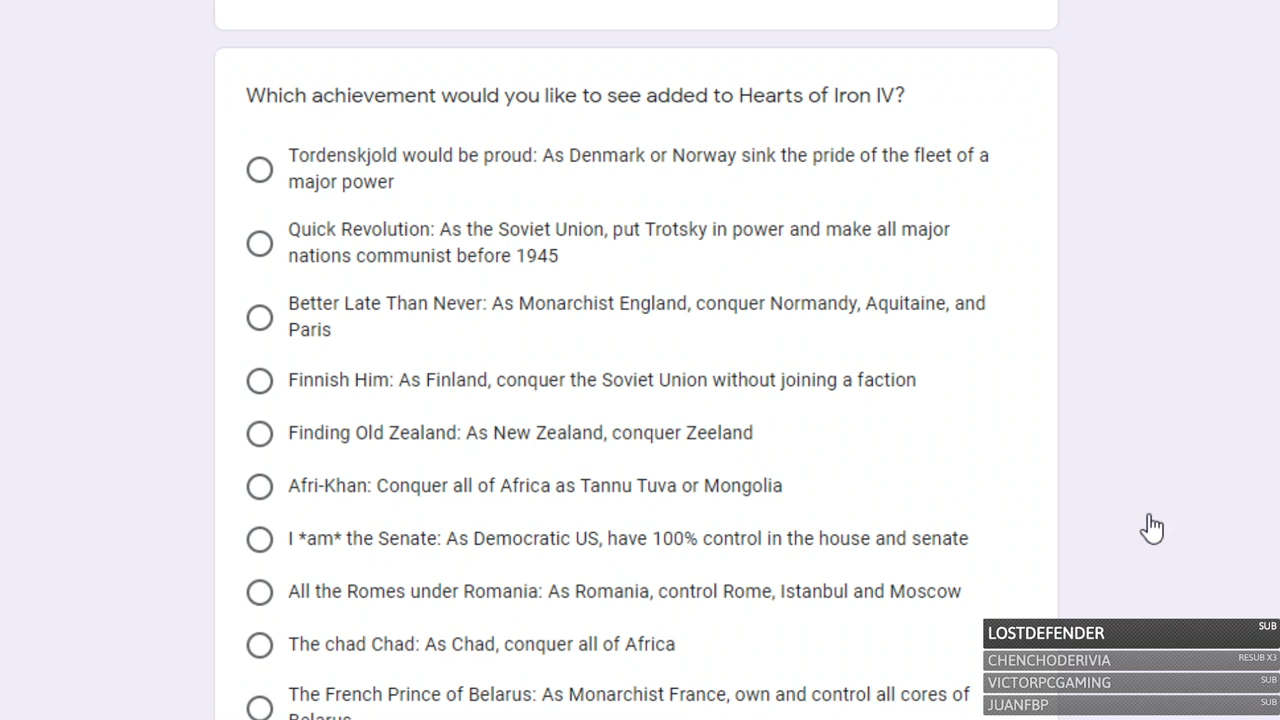 Which achievement would you like to see added to Hearts of Iron IV?
Tordenskjold would be proud: As Denmark or Norway sink the pride of the fleet of a
major power
Quick Revolution: As the Soviet Union, put Trotsky in power and make all major
nations communist before 1945
Better Late Than Never: As Monarchist England, conquer Normandy, Aquitaine, and
Paris
Finnish Him: As Finland, conquer the Soviet Union without joining a faction
Finding Old Zealand: As New Zealand, conquer Zeeland
Afri-Khan: Conquer all of Africa as Tannu Tuva or Mongolia
I *am* the Senate: As Democratic US, have 100% control in the house and senate
All the Romes under Romania: As Romania, control Rome, Istanbul and Moscow
The chad Chad: As Chad, conquer all of Africa
The French Prince of Belarus: As Monarchist France, own and control all cores of
Belarus
LOSTDEFENDER SUB
CHENCHODERIVIA RESUB X3
VICTORPCGAMING SUB
JUANFBP SUB